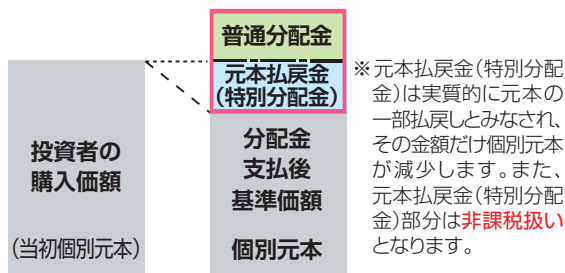 普通分配金
元本払戻金
(特別分配金)
分配金
支払後
基準価額
個別元本
投資者の
購入価額
(当初個別元本)
※元本払戻金(特別分配
金)は実質的に元本の
一部払戻しとみなされ、
その金額だけ個別元本
が減少します。また、
元本払戻金(特別分配
金)部分は非課税扱い
となります。